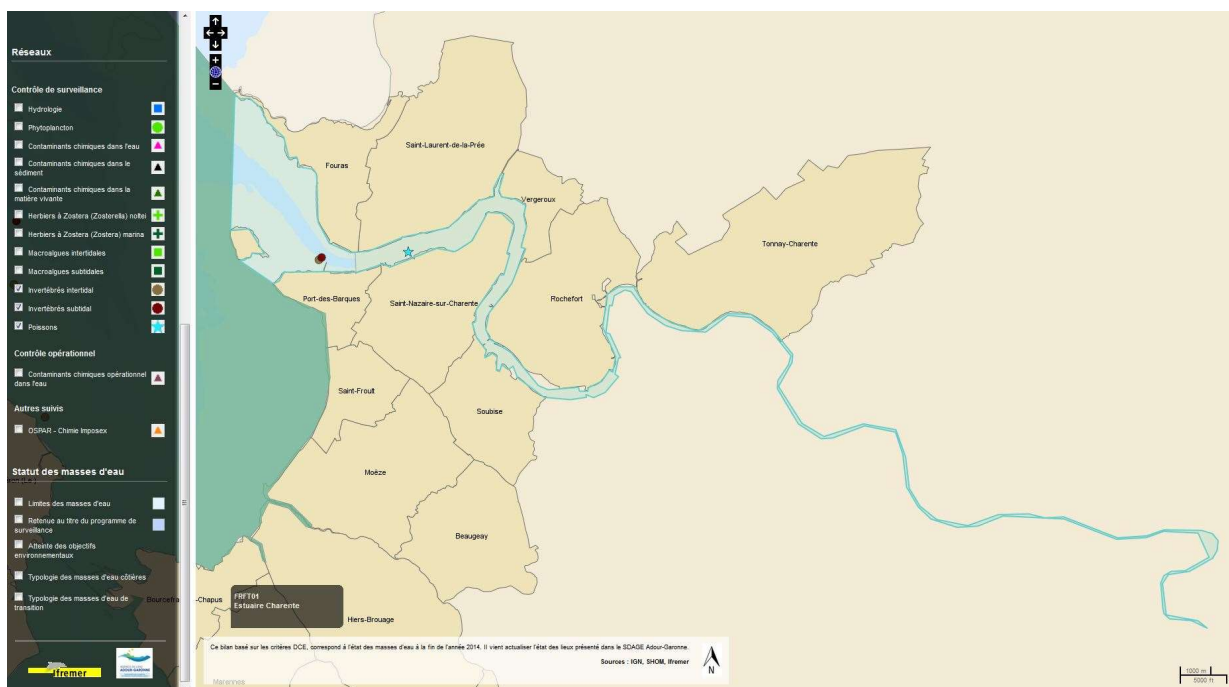 Réseaux
Contrôle de surveillance
Hydrologie
Phytoplancton
Contaminants chimiques dans l'eau
Contaminants chimiques dans le
sédiment
Contaminants chimiques dans la
matière vivante
Herbiers à Zostera (Zosterella) noltei
Herbiers à Zostera (Zostera) marina
Macroalgues intertidales
Macroalgues subtidales
Invertébrés intertidal
Invertébrés subtidal
Poissons
Contrôle opérationnel
Contaminants chimiques opérationnel
dans l'eau
Autres suivis
OSPAR - Chimie Imposex
Statut des masses d'eau
Limites des masses d'eau
Retenue au titre du programme de
surveillance
Atteinte des objectifs
environnementaux
Typologie des masses d'eau côtières
Typologie des masses d'eau de
transition
Ifremer
ADOUR-GARONNE
Saint-Laurent-de-la-Prée
Fouras
Vergeroux
Tonnay-Charente
Port-des-Barques
Saint-Nazaire-sur-Charente
Rochefort
Saint-Froult
Soubise
Moëze
Beaugeay
-Chapus
FRFT01
Estuaire Charente
Hiers-Brouage
Ce bilan basé sur les critères DCE, correspond à l'état des masses d'eau à la fin de l'année 2014. Il vient actualiser l'état des lieux présenté dans le SDAGE Adour-Garonne.
Sources : IGN, SHOM, Ifremer
N
Marennes
1000 m
5000 ft